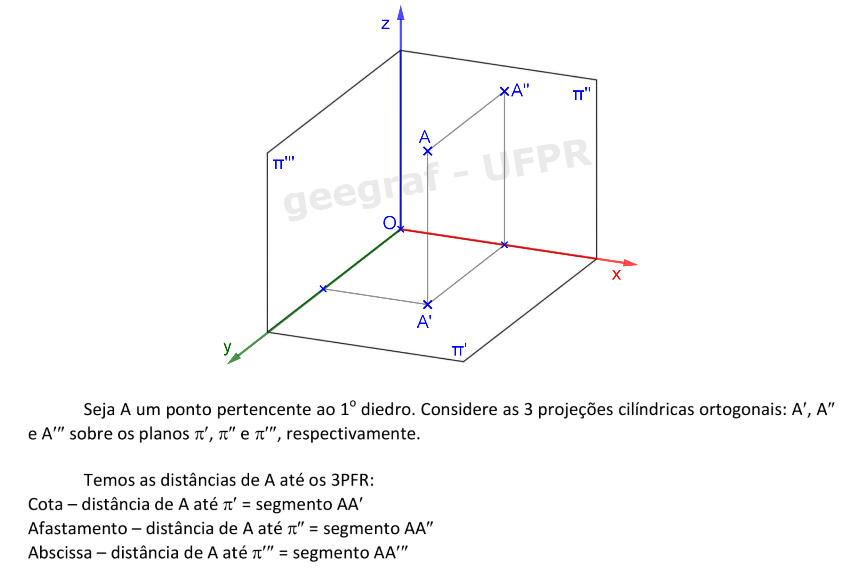 z
A"
π"
A
π'''
geegraf - UFPR
O
x
A'
y
π'
Seja A um ponto pertencente ao 1º diedro. Considere as 3 projeções cilíndricas ortogonais: A′, A″
e A′″ sobre os planos π′, π″ e π′″, respectivamente.
Temos as distâncias de A até os 3PFR:
Cota – distância de A até π′ = segmento AA′
Afastamento – distância de A até π″ = segmento AA″
Abscissa – distância de A até π′″ = segmento AA′″